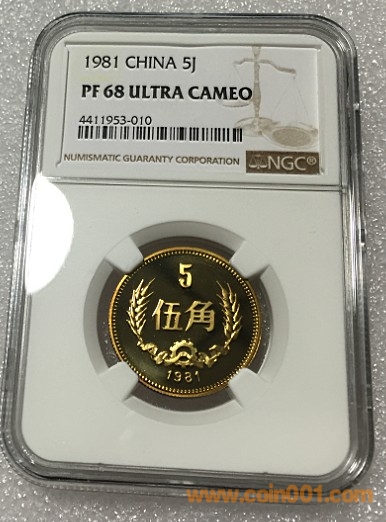 1981 CHINA 5J
PF 68 ULTRA CAMEO
4411953-010
NUMISMATIC GUARANTY CORPORATION NGC®
5
伍角
1981
www.coin001.com